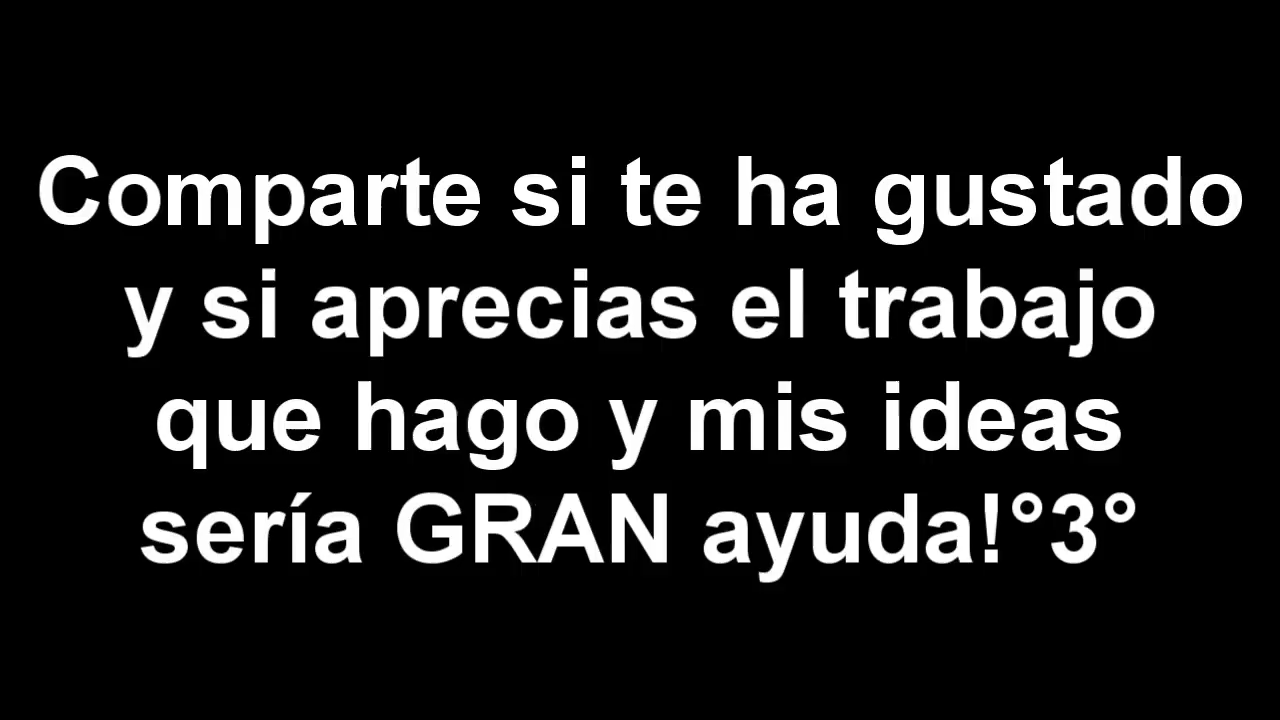 Comparte si te ha gustado
y si aprecias el trabajo
que hago y mis ideas
sería GRAN ayuda!°3°